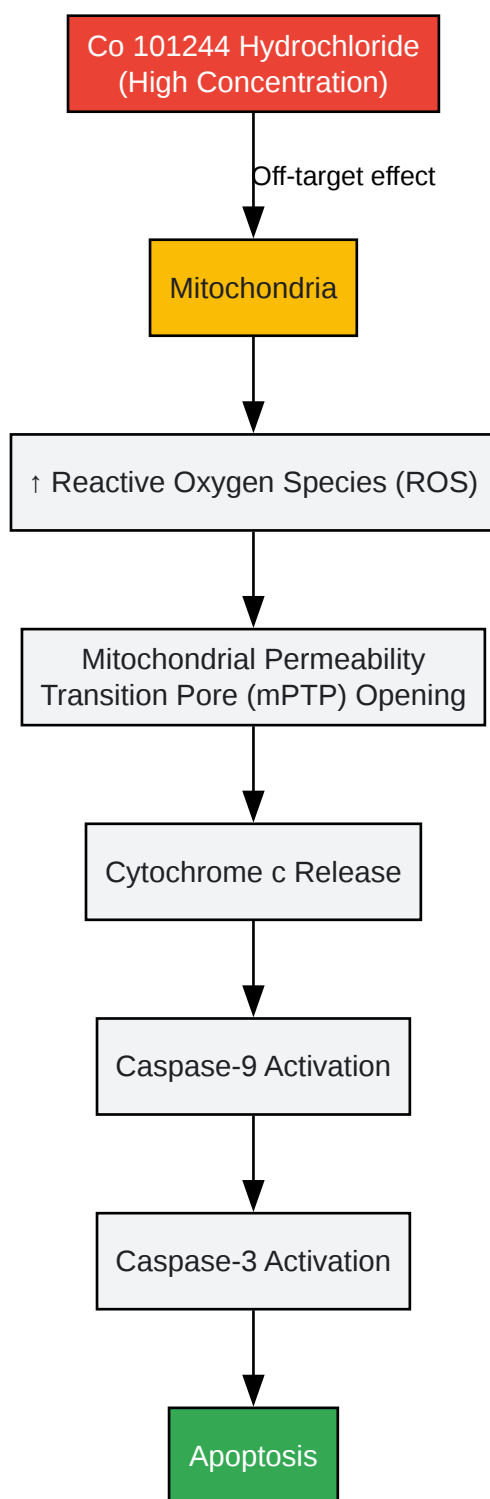 Co 101244 Hydrochloride
(High Concentration)
Off-target effect
Mitochondria
↑ Reactive Oxygen Species (ROS)
Mitochondrial Permeability
Transition Pore (mPTP) Opening
Cytochrome c Release
Caspase-9 Activation
Caspase-3 Activation
Apoptosis